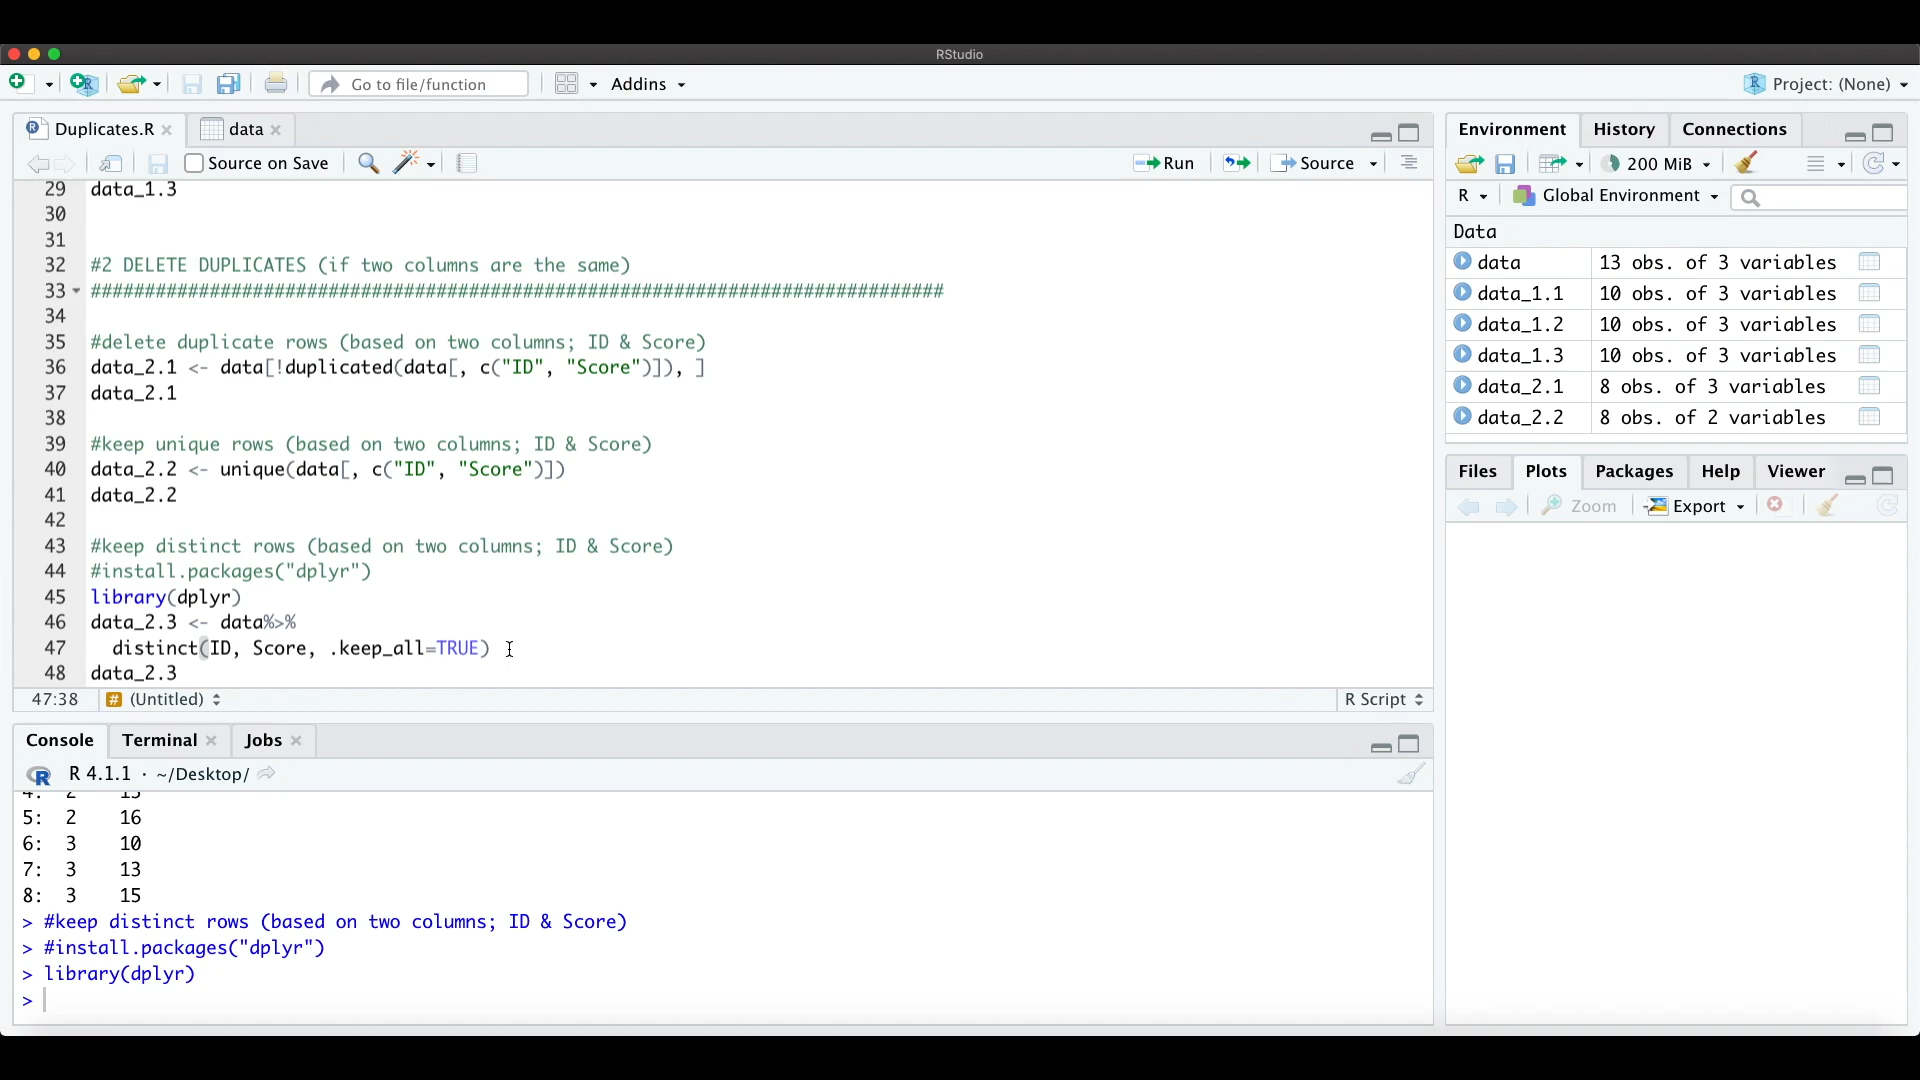 RStudio
Go to file/function
Addins
Project: (None)
Duplicates.R
data
Source on Save
Run
Source
29 data_1.3
30
31
32 #2 DELETE DUPLICATES (if two columns are the same)
33 ###############################################################################
34
35 #delete duplicate rows (based on two columns; ID & Score)
36 data_2.1 <- data[!duplicated(data[, c("ID", "Score")]), ]
37 data_2.1
38
39 #keep unique rows (based on two columns; ID & Score)
40 data_2.2 <- unique(data[, c("ID", "Score")])
41 data_2.2
42
43 #keep distinct rows (based on two columns; ID & Score)
44 #install.packages("dplyr")
45 library(dplyr)
46 data_2.3 <- data%>%
47 distinct(ID, Score, .keep_all=TRUE)
48 data_2.3
47:38 # (Untitled) R Script
Console Terminal Jobs
R 4.1.1 · ~/Desktop/
4: 2 15
5: 2 16
6: 3 10
7: 3 13
8: 3 15
> #keep distinct rows (based on two columns; ID & Score)
> #install.packages("dplyr")
> library(dplyr)
>
Environment History Connections
200 MiB
R Global Environment
Data
data 13 obs. of 3 variables
data_1.1 10 obs. of 3 variables
data_1.2 10 obs. of 3 variables
data_1.3 10 obs. of 3 variables
data_2.1 8 obs. of 3 variables
data_2.2 8 obs. of 2 variables
Files Plots Packages Help Viewer
Zoom Export